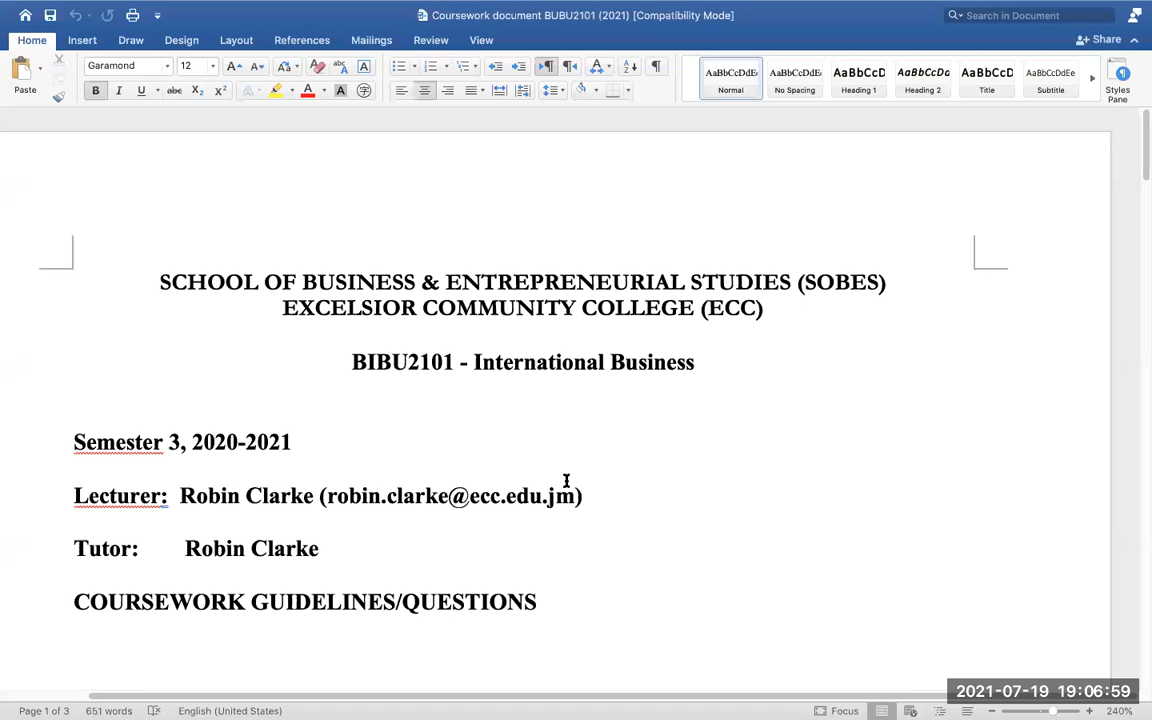 Coursework document BUBU2101 (2021) [Compatibility Mode]
Search in Document
Home Insert Draw Design Layout References Mailings Review View
Share
Paste
Garamond 12
AaBbCcDdE AaBbCcDdE AaBbCcD AaBbCcDa AaBbCcD AaBbCcDdEe
Normal No Spacing Heading 1 Heading 2 Title Subtitle
Styles
Pane
SCHOOL OF BUSINESS & ENTREPRENEURIAL STUDIES (SOBES)
EXCELSIOR COMMUNITY COLLEGE (ECC)
BIBU2101 - International Business
Semester 3, 2020-2021
Lecturer: Robin Clarke (robin.clarke@ecc.edu.jm)
Tutor: Robin Clarke
COURSEWORK GUIDELINES/QUESTIONS
2021-07-19 19:06:59
Page 1 of 3 651 words English (United States) Focus 240%